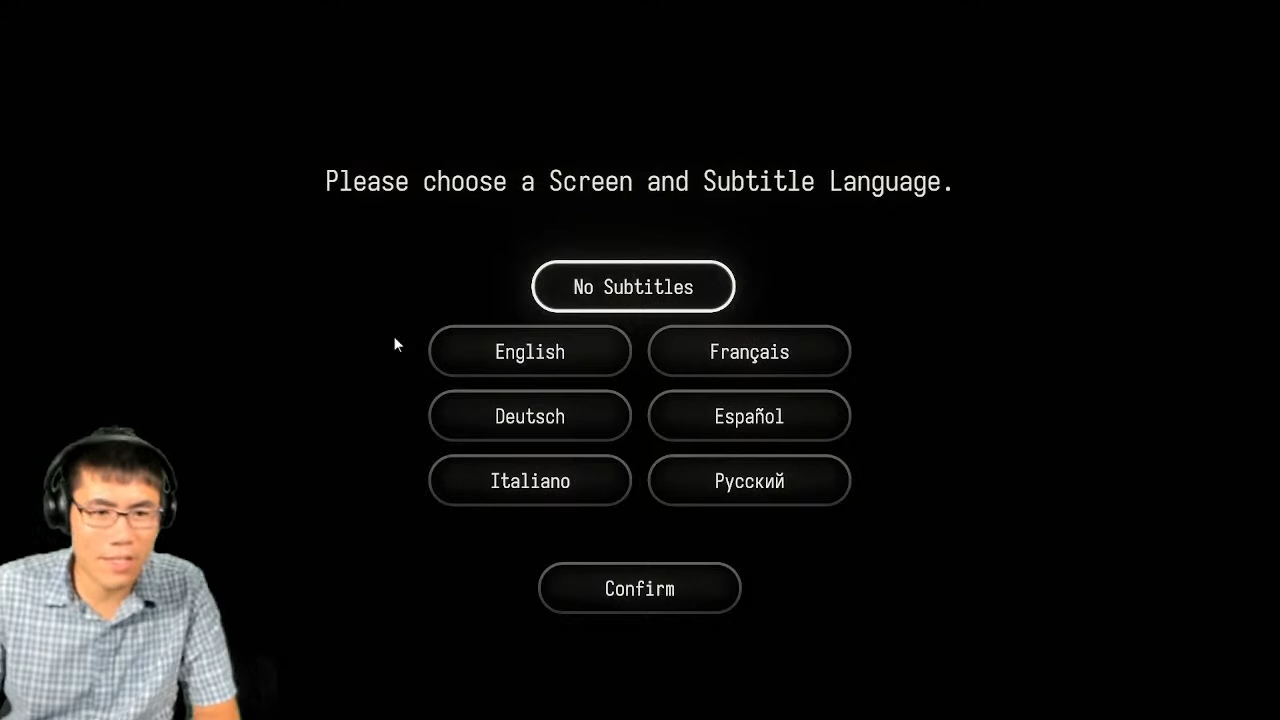 Please choose a Screen and Subtitle Language.
No Subtitles
English
Français
Deutsch
Español
Italiano
Русский
Confirm